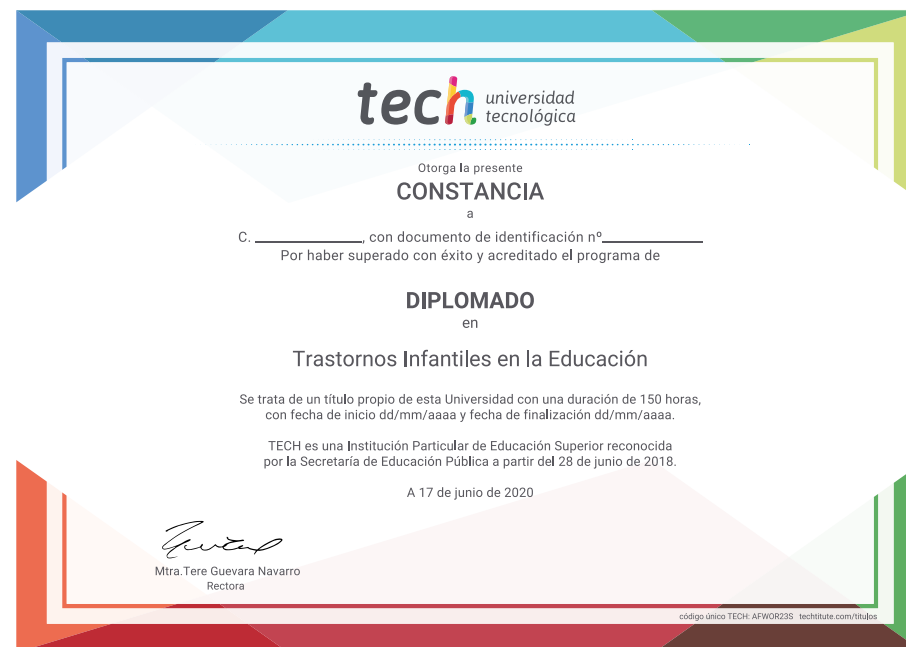 tech universidad
tecnológica
Otorga la presente
CONSTANCIA
a
C. ____________, con documento de identificación nº____________
Por haber superado con éxito y acreditado el programa de
DIPLOMADO
en
Trastornos Infantiles en la Educación
Se trata de un título propio de esta Universidad con una duración de 150 horas,
con fecha de inicio dd/mm/aaaa y fecha de finalización dd/mm/aaaa.
TECH es una Institución Particular de Educación Superior reconocida
por la Secretaría de Educación Pública a partir del 28 de junio de 2018.
A 17 de junio de 2020
Mtra.Tere Guevara Navarro
Rectora
código único TECH: AFWOR23S techtitute.com/titulos